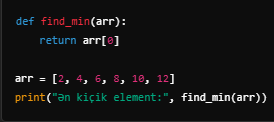 def find_min(arr):
    return arr[0]

arr = [2, 4, 6, 8, 10, 12]
print("Ən kiçik element:", find_min(arr))